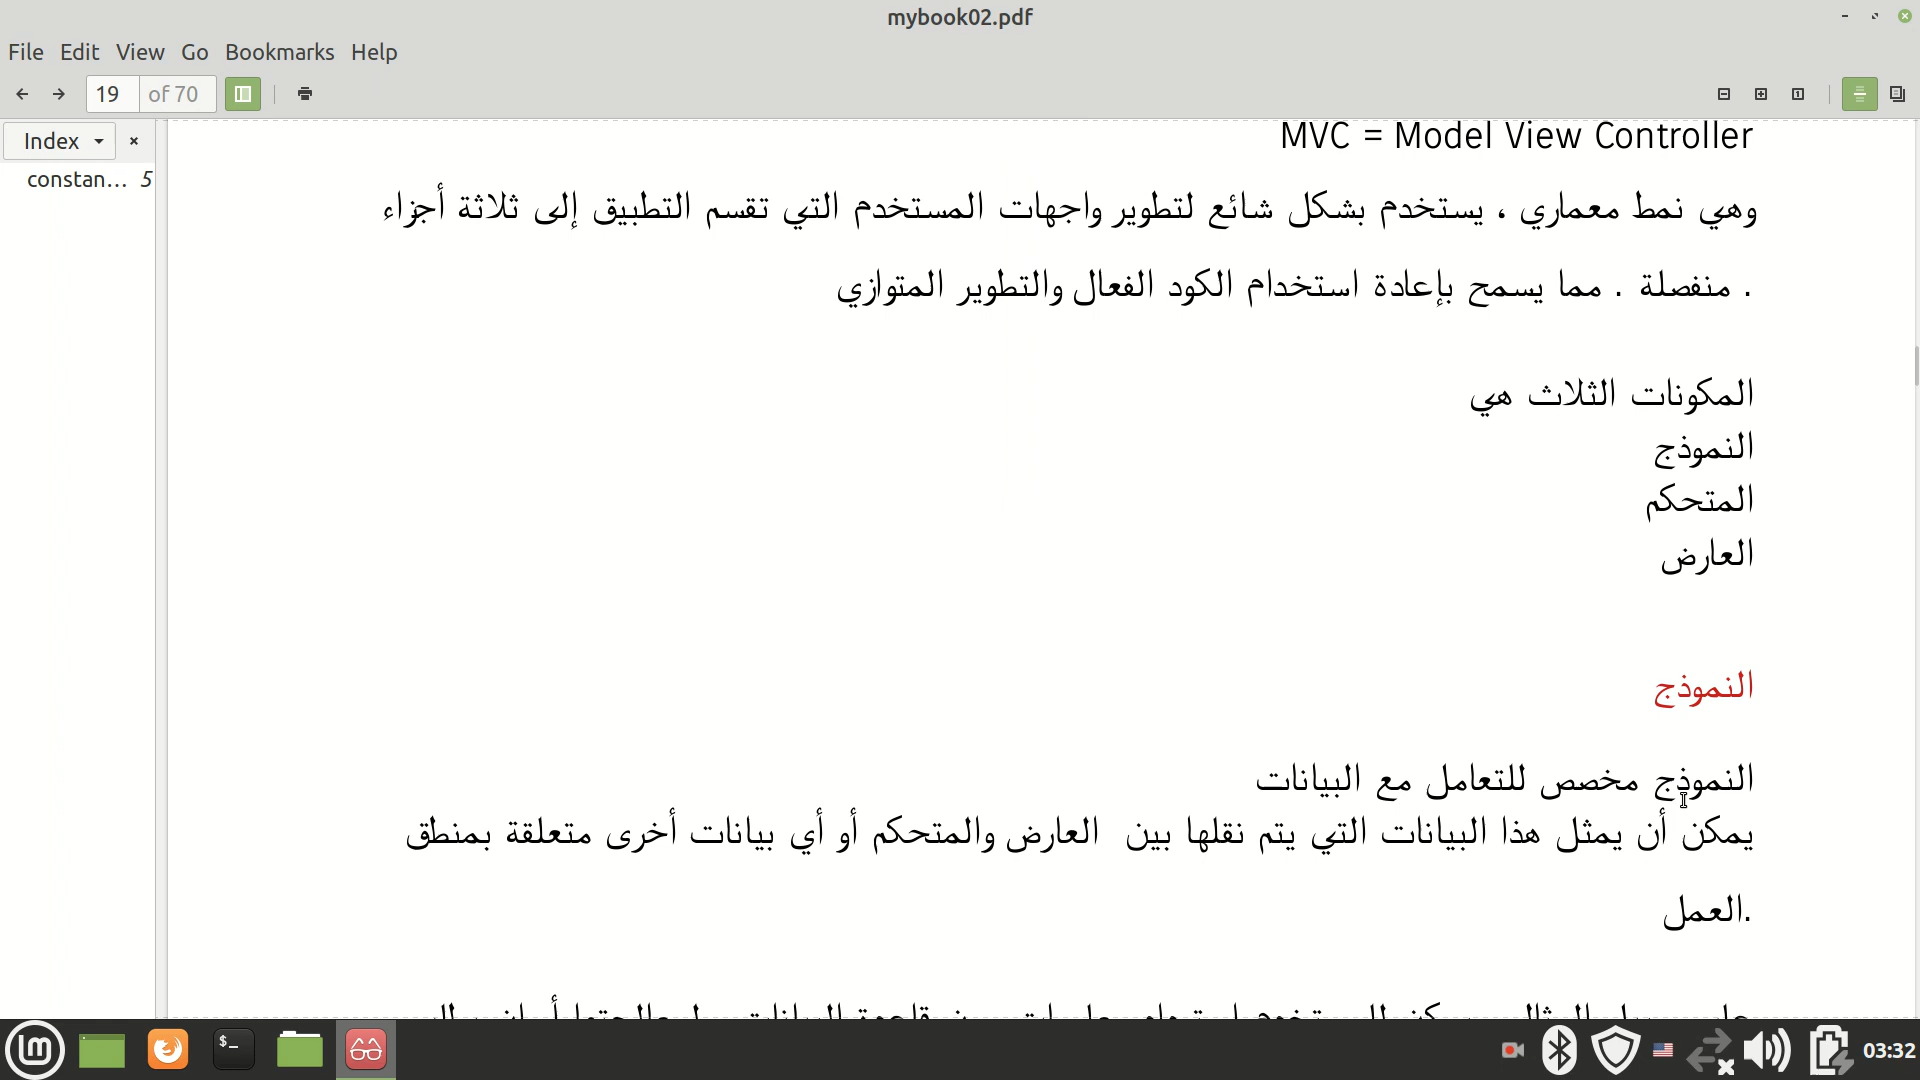 mybook02.pdf
File Edit View Go Bookmarks Help
19 of 70
Index
constan... 5
MVC = Model View Controller
وهي نمط معماري ، يستخدم بشكل شائع لتطوير واجهات المستخدم التي تقسم التطبيق إلى ثلاثة أجزاء
. منفصلة . مما يسمح بإعادة استخدام الكود الفعال والتطوير المتوازي
المكونات الثلاث هي
النموذج
المتحكم
العارض
النموذج
النموذج مخصص للتعامل مع البيانات
يمكن أن يمثل هذا البيانات التي يتم نقلها بين العارض والمتحكم أو أي بيانات أخرى متعلقة بمنطق
.العمل
03:32